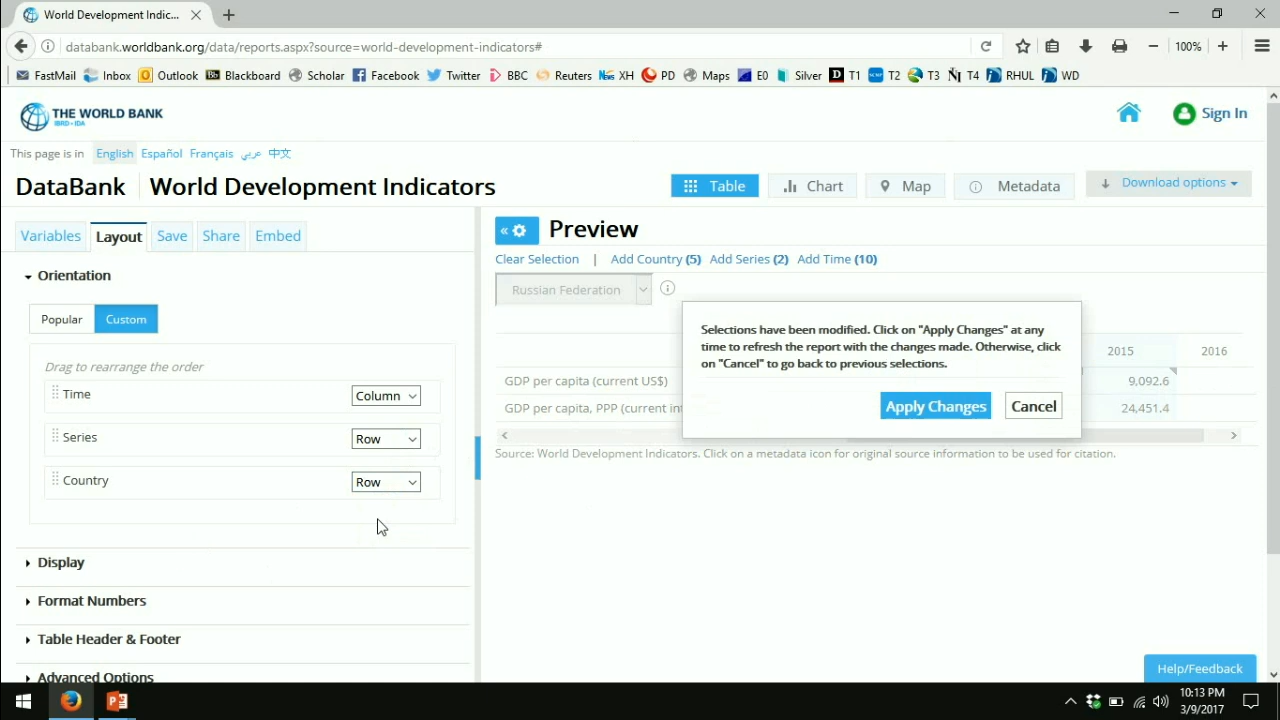 World Development Indic...
databank.worldbank.org/data/reports.aspx?source=world-development-indicators#
100%
FastMail Inbox Outlook Blackboard Scholar Facebook Twitter BBC Reuters XH PD Maps E0 Silver T1 T2 T3 T4 RHUL WD
THE WORLD BANK
IBRD • IDA
Sign In
This page is in English Español Français عربي 中文
DataBank World Development Indicators
Table Chart Map Metadata Download options
Variables Layout Save Share Embed
« Preview
Clear Selection | Add Country (5) Add Series (2) Add Time (10)
Orientation
Russian Federation
Popular Custom
Selections have been modified. Click on "Apply Changes" at any
time to refresh the report with the changes made. Otherwise, click
on "Cancel" to go back to previous selections.
Apply Changes Cancel
2015 2016
Drag to rearrange the order
GDP per capita (current US$) 9,092.6
Time Column
GDP per capita, PPP (current int 24,451.4
Series Row
Source: World Development Indicators. Click on a metadata icon for original source information to be used for citation.
Country Row
Display
Format Numbers
Table Header & Footer
Advanced Options
Help/Feedback
10:13 PM
3/9/2017